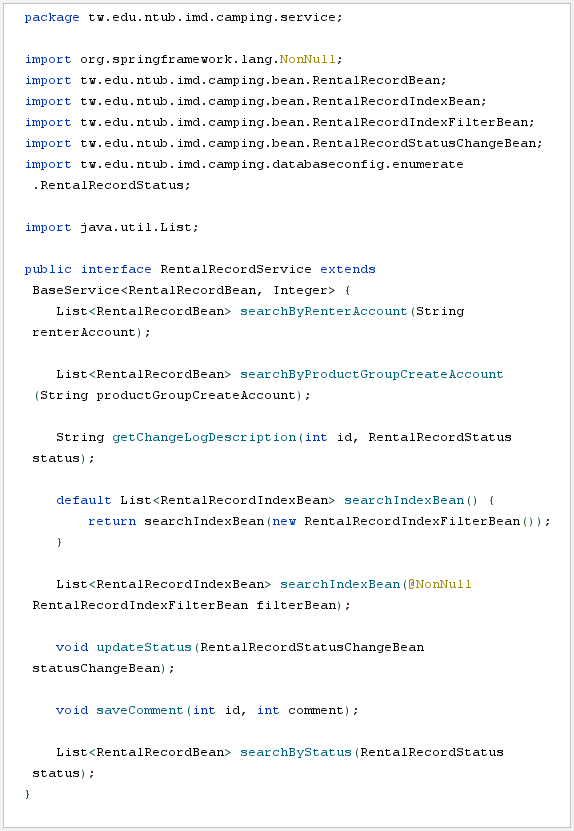 package tw.edu.ntub.imd.camping.service;
import org.springframework.lang.NonNull;
import tw.edu.ntub.imd.camping.bean.RentalRecordBean;
import tw.edu.ntub.imd.camping.bean.RentalRecordIndexBean;
import tw.edu.ntub.imd.camping.bean.RentalRecordIndexFilterBean;
import tw.edu.ntub.imd.camping.bean.RentalRecordStatusChangeBean;
import tw.edu.ntub.imd.camping.databaseconfig.enumerate
.RentalRecordStatus;
import java.util.List;
public interface RentalRecordService extends
BaseService<RentalRecordBean, Integer> {
List<RentalRecordBean> searchByRenterAccount(String
renterAccount);
List<RentalRecordBean> searchByProductGroupCreateAccount
(String productGroupCreateAccount);
String getChangeLogDescription(int id, RentalRecordStatus
status);
default List<RentalRecordIndexBean> searchIndexBean() {
return searchIndexBean(new RentalRecordIndexFilterBean());
}
List<RentalRecordIndexBean> searchIndexBean(@NonNull
RentalRecordIndexFilterBean filterBean);
void updateStatus(RentalRecordStatusChangeBean
statusChangeBean);
void saveComment(int id, int comment);
List<RentalRecordBean> searchByStatus(RentalRecordStatus
status);
}